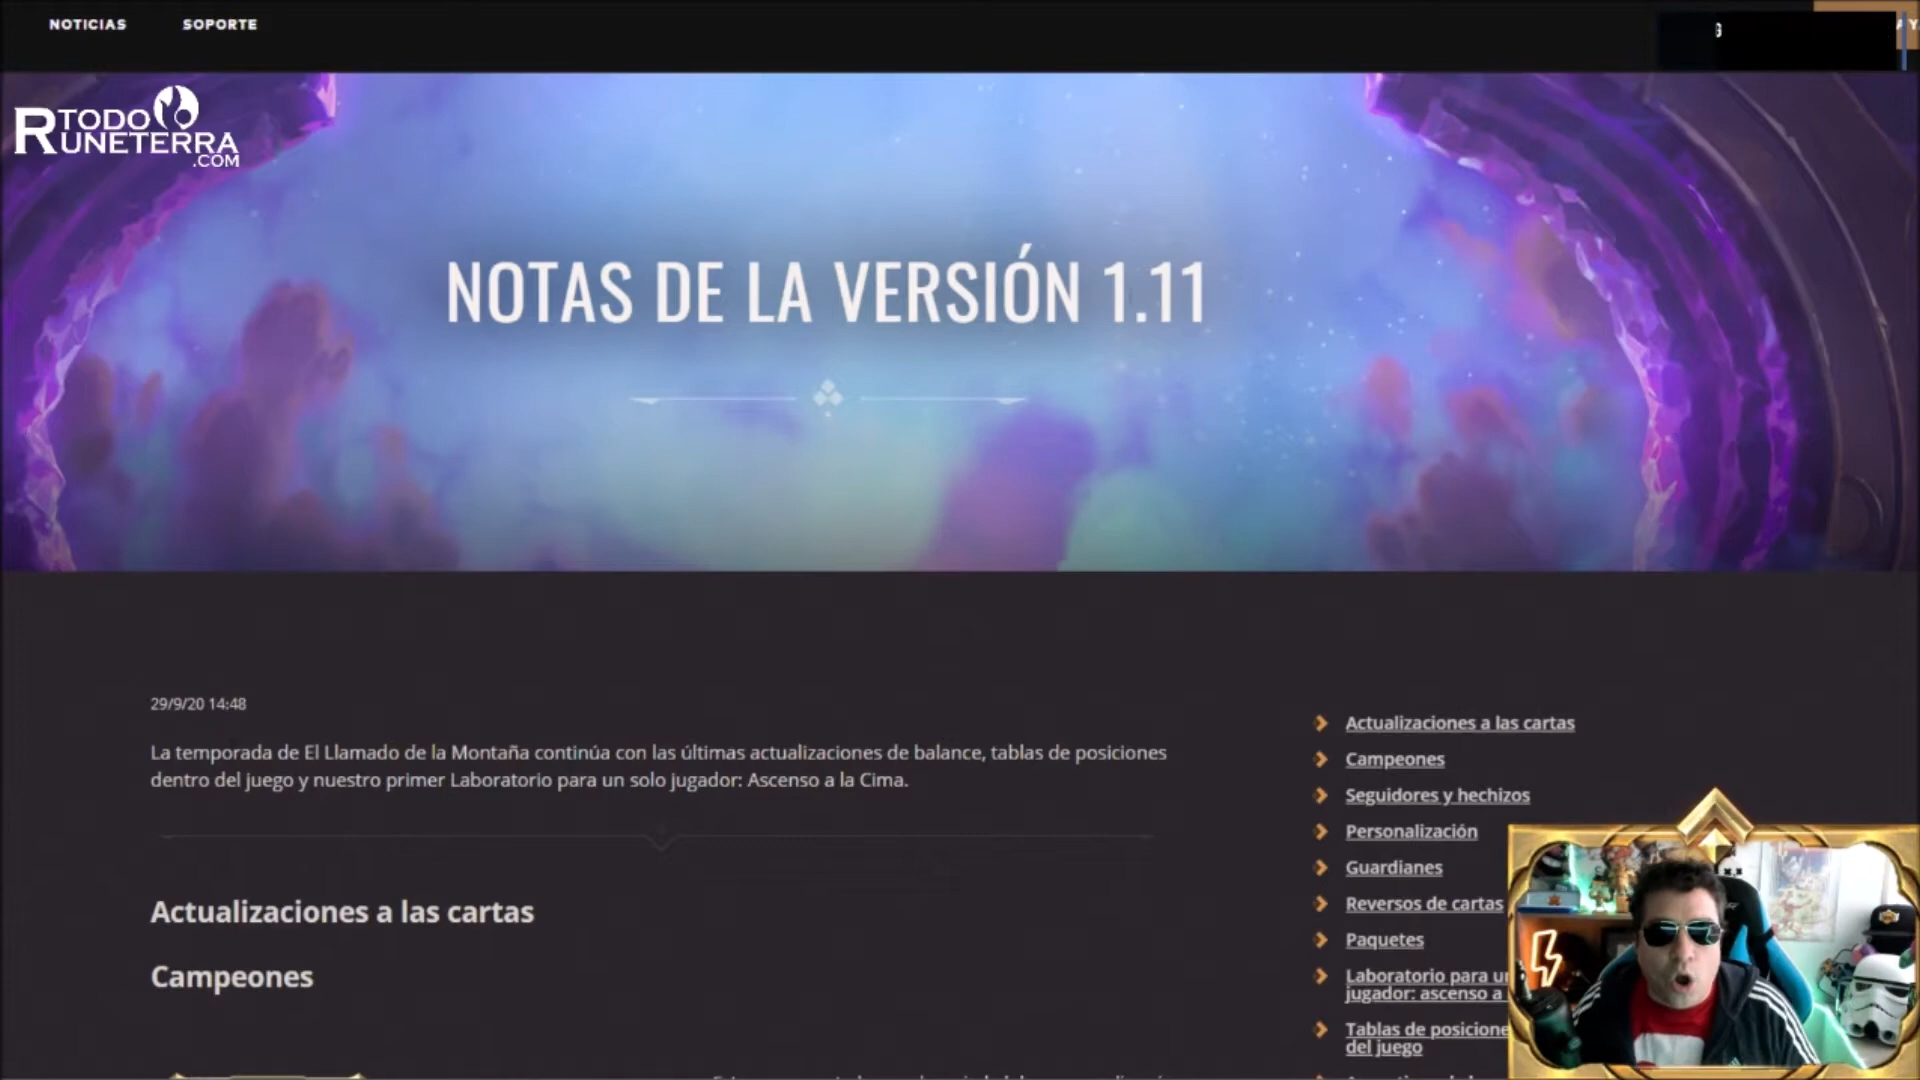 NOTICIAS
SOPORTE
TODO
RUNETERRA
.COM
NOTAS DE LA VERSIÓN 1.11
29/9/20 14:48
La temporada de El Llamado de la Montaña continúa con las últimas actualizaciones de balance, tablas de posiciones
dentro del juego y nuestro primer Laboratorio para un solo jugador: Ascenso a la Cima.
Actualizaciones a las cartas
Campeones
Actualizaciones a las cartas
Campeones
Seguidores y hechizos
Personalización
Guardianes
Reversos de cartas
Paquetes
Laboratorio para
jugador: ascenso a
Tablas de
del juego